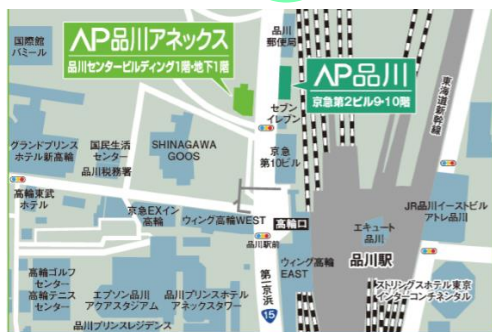 国際館
パミール
AP品川アネックス
品川センタービルディング1階・地下1階
品川
郵便局
AP品川
京急第2ビル9・10階
セブン
イレブン
東海道新幹線
グランドプリンス
ホテル新高輪
国民生活
センター
品川税務署
SHINAGAWA
GOOS
京急
第10ビル
高輪東武
ホテル
京急EXイン
高輪
ウィング高輪WEST
高輪口
品川駅前
エキュート
品川
JR品川イーストビル
アトレ品川
品川駅
ウィング高輪
EAST
第一京浜
15
高輪ゴルフ
センター
高輪テニス
センター
エプソン品川
アクアスタジアム
品川プリンスホテル
アネックスタワー
品川プリンスレジデンス
ストリングスホテル東京
インターコンチネンタル